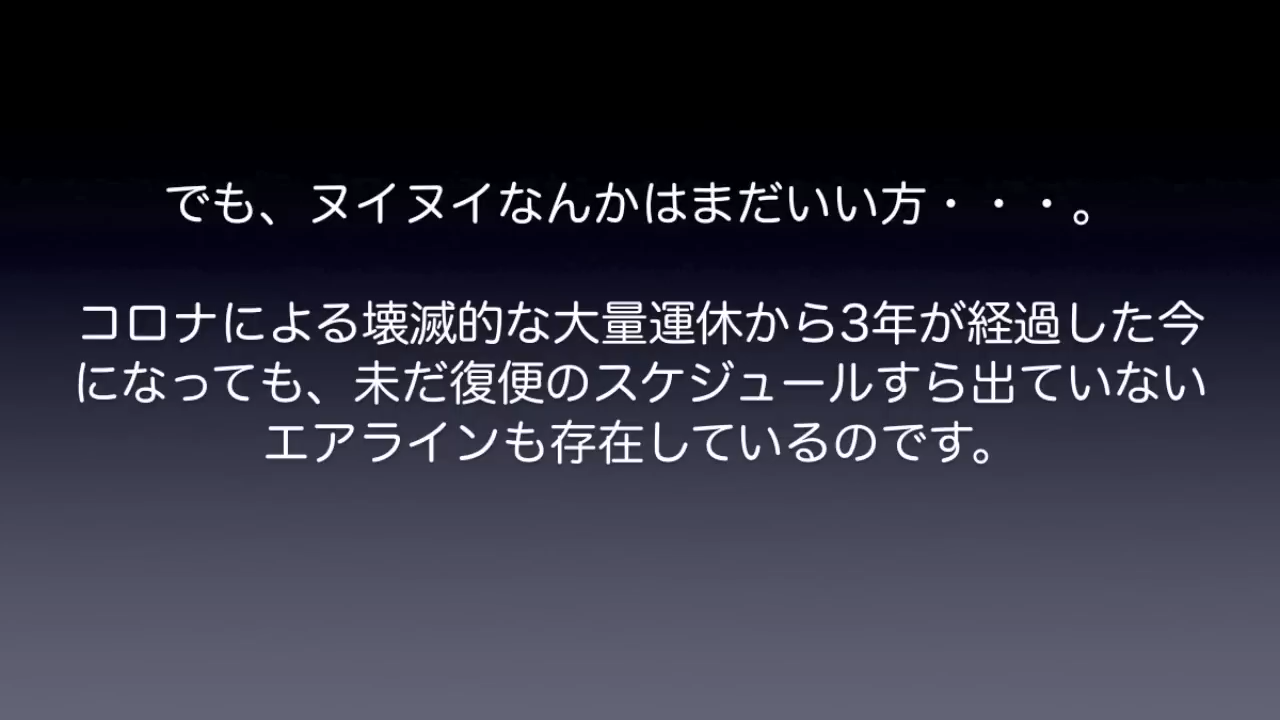 でも、ヌイヌイなんかはまだいい方・・・。
コロナによる壊滅的な大量運休から3年が経過した今
になっても、未だ復便のスケジュールすら出ていない
エアラインも存在しているのです。